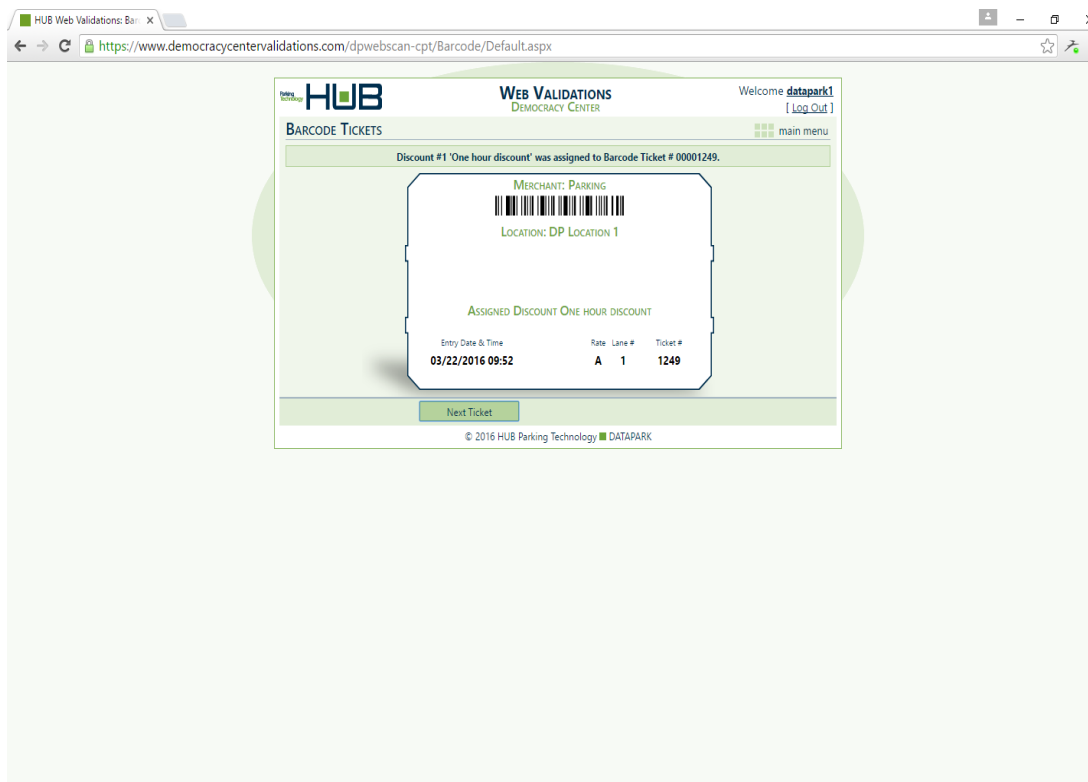 HUB Web Validations: Bar
https://www.democracycentervalidations.com/dpwebscan-cpt/Barcode/Default.aspx
Parking Technology HUB
WEB VALIDATIONS
DEMOCRACY CENTER
Welcome datapark1
[ Log Out ]
BARCODE TICKETS
main menu
Discount #1 'One hour discount' was assigned to Barcode Ticket # 00001249.
MERCHANT: PARKING
LOCATION: DP LOCATION 1
ASSIGNED DISCOUNT ONE HOUR DISCOUNT
Entry Date & Time Rate Lane # Ticket #
03/22/2016 09:52 A 1 1249
Next Ticket
© 2016 HUB Parking Technology DATAPARK